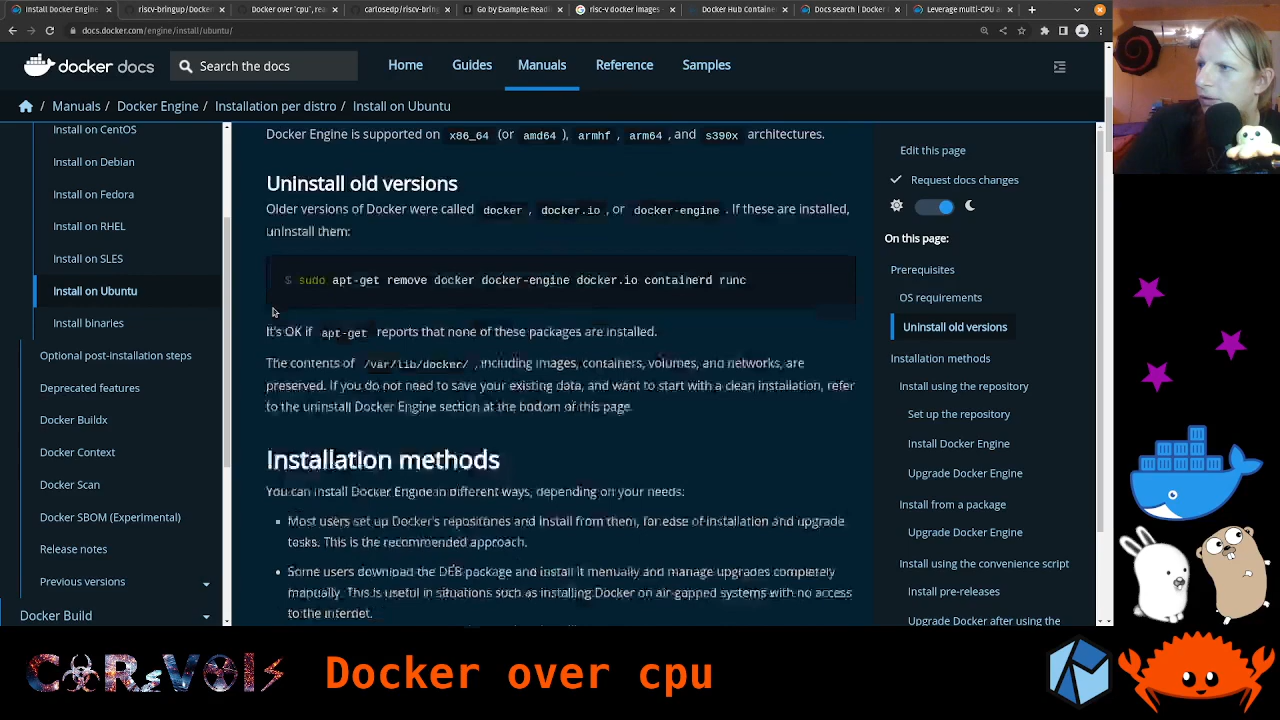 Install Docker Engine
riscv-bringup/Docker
Docker over "cpu", rea
carlosedp/riscv-bring
Go by Example: Readi
risc-v docker images
Docker Hub Container
Docs search | Docker D
Leverage multi-CPU a
docs.docker.com/engine/install/ubuntu/
docker docs
Search the docs
Home
Guides
Manuals
Reference
Samples
/ Manuals / Docker Engine / Installation per distro / Install on Ubuntu
Install on CentOS
Install on Debian
Install on Fedora
Install on RHEL
Install on SLES
Install on Ubuntu
Install binaries
Optional post-installation steps
Deprecated features
Docker Buildx
Docker Context
Docker Scan
Docker SBOM (Experimental)
Release notes
Previous versions
Docker Build
Docker Engine is supported on x86_64 (or amd64), armhf, arm64, and s390x architectures.
Uninstall old versions
Older versions of Docker were called docker, docker.io, or docker-engine. If these are installed,
uninstall them:
$ sudo apt-get remove docker docker-engine docker.io containerd runc
It's OK if apt-get reports that none of these packages are installed.
The contents of /var/lib/docker/, including images, containers, volumes, and networks, are
preserved. If you do not need to save your existing data, and want to start with a clean installation, refer
to the uninstall Docker Engine section at the bottom of this page.
Installation methods
You can install Docker Engine in different ways, depending on your needs:
Most users set up Docker's repositories and install from them, for ease of installation and upgrade
tasks. This is the recommended approach.
Some users download the DEB package and install it manually and manage upgrades completely
manually. This is useful in situations such as installing Docker on air-gapped systems with no access
to the internet.
Edit this page
Request docs changes
On this page:
Prerequisites
OS requirements
Uninstall old versions
Installation methods
Install using the repository
Set up the repository
Install Docker Engine
Upgrade Docker Engine
Install from a package
Upgrade Docker Engine
Install using the convenience script
Install pre-releases
Upgrade Docker after using the
Docker over cpu